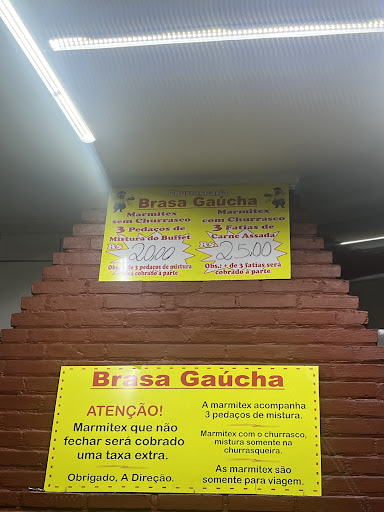 CHURRASCARIA
Brasa Gaúcha
Marmitex
sem Churrasco
3 Pedaços de
Mistura do Buffet
R$ 20,00
de 3 pedaços de mistura
cobrado à parte
Marmitex
com Churrasco
3 Fatias de
Carne Assada
R$ 25,00
Obs.: + de 3 fatias será
cobrado à parte
Brasa Gaúcha
ATENÇÃO!
Marmitex que não
fechar será cobrado
uma taxa extra.
Obrigado, A Direção.
A marmitex acompanha
3 pedaços de mistura.
Marmitex com o churrasco,
mistura somente na
churrasqueira.
As marmitex são
somente para viagem.